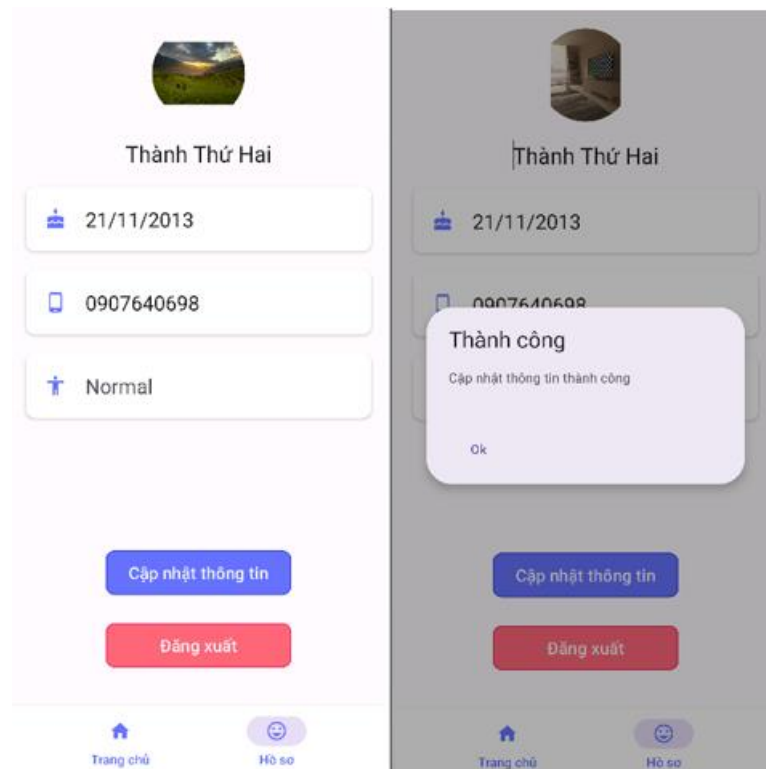 Thành Thứ Hai
21/11/2013
0907640698
Normal
Cập nhật thông tin
Đăng xuất
Trang chủ
Hồ sơ
Thành Thứ Hai
21/11/2013
0907640698
Thành công
Cập nhật thông tin thành công
Ok
Cập nhật thông tin
Đăng xuất
Trang chủ
Hồ sơ